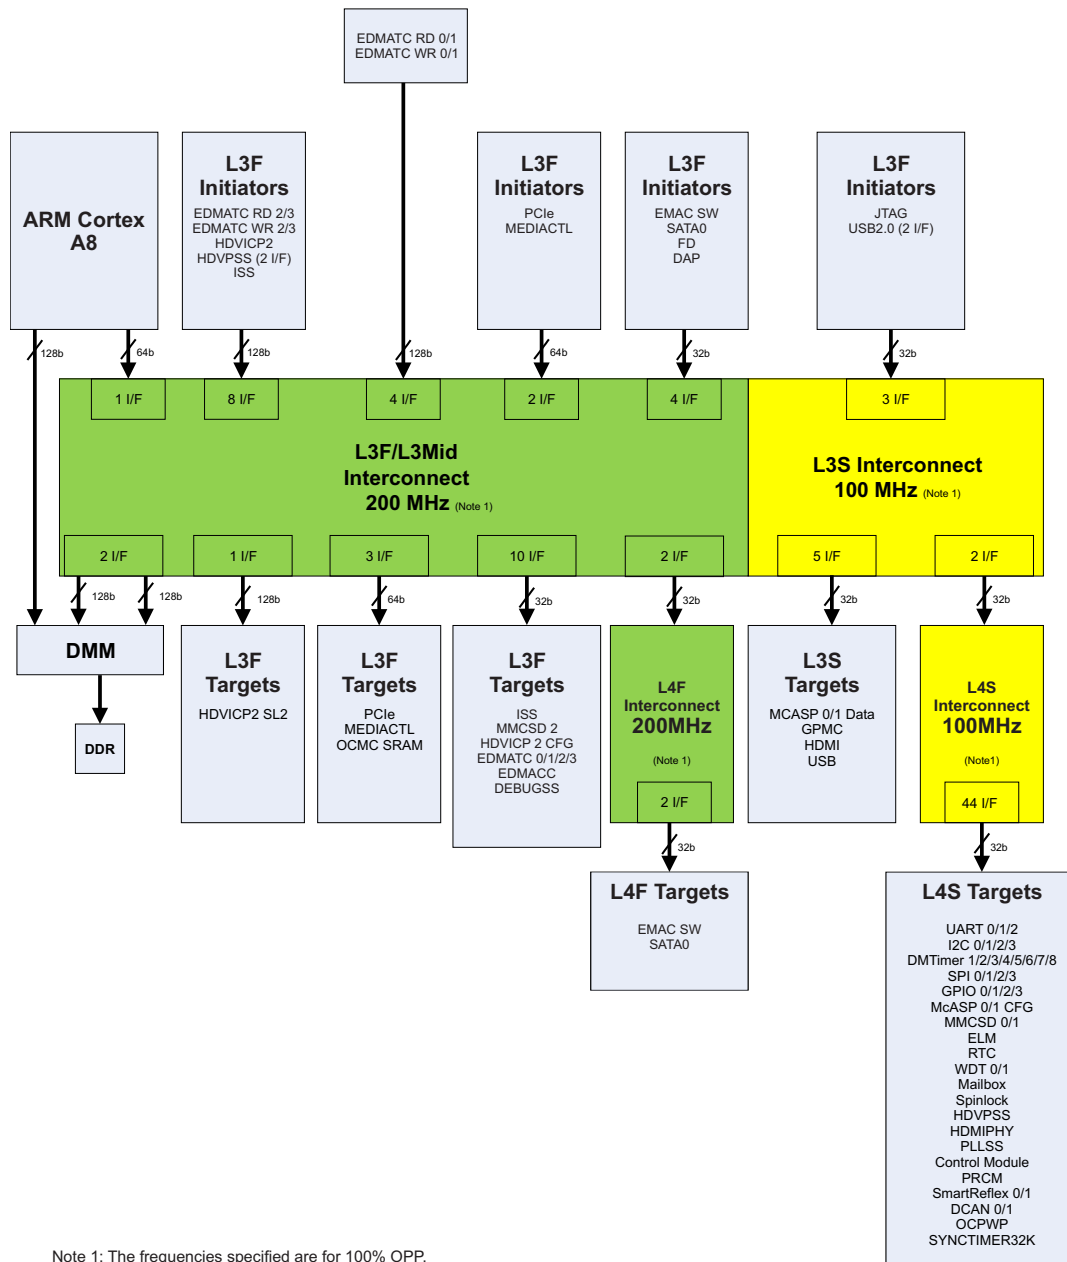 EDMATC RD 0/1
EDMATC WR 0/1
ARM Cortex
A8
L3F
Initiators
EDMATC RD 2/3
EDMATC WR 2/3
HDVICP2
HDVPSS (2 I/F)
ISS
L3F
Initiators
PCIe
MEDIACTL
L3F
Initiators
EMAC SW
SATA0
FD
DAP
L3F
Initiators
JTAG
USB2.0 (2 I/F)
128b
64b
128b
128b
64b
32b
32b
1 I/F
8 I/F
4 I/F
2 I/F
4 I/F
3 I/F
L3F/L3Mid
Interconnect
200 MHz (Note 1)
L3S Interconnect
100 MHz (Note 1)
2 I/F
1 I/F
3 I/F
10 I/F
2 I/F
5 I/F
2 I/F
128b
128b
128b
64b
32b
32b
32b
32b
DMM
DDR
L3F
Targets
HDVICP2 SL2
L3F
Targets
PCIe
MEDIACTL
OCMC SRAM
L3F
Targets
ISS
MMCSD 2
HDVICP 2 CFG
EDMATC 0/1/2/3
EDMACC
DEBUGSS
L4F
Interconnect
200MHz
(Note 1)
2 I/F
L3S
Targets
MCASP 0/1 Data
GPMC
HDMI
USB
L4S
Interconnect
100MHz
(Note1)
44 I/F
32b
32b
L4F Targets
EMAC SW
SATA0
L4S Targets
UART 0/1/2
I2C 0/1/2/3
DMTimer 1/2/3/4/5/6/7/8
SPI 0/1/2/3
GPIO 0/1/2/3
McASP 0/1 CFG
MMCSD 0/1
ELM
RTC
WDT 0/1
Mailbox
Spinlock
HDVPSS
HDMIPHY
PLLSS
Control Module
PRCM
SmartReflex 0/1
DCAN 0/1
OCPWP
SYNCTIMER32K
Note 1: The frequencies specified are for 100% OPP.